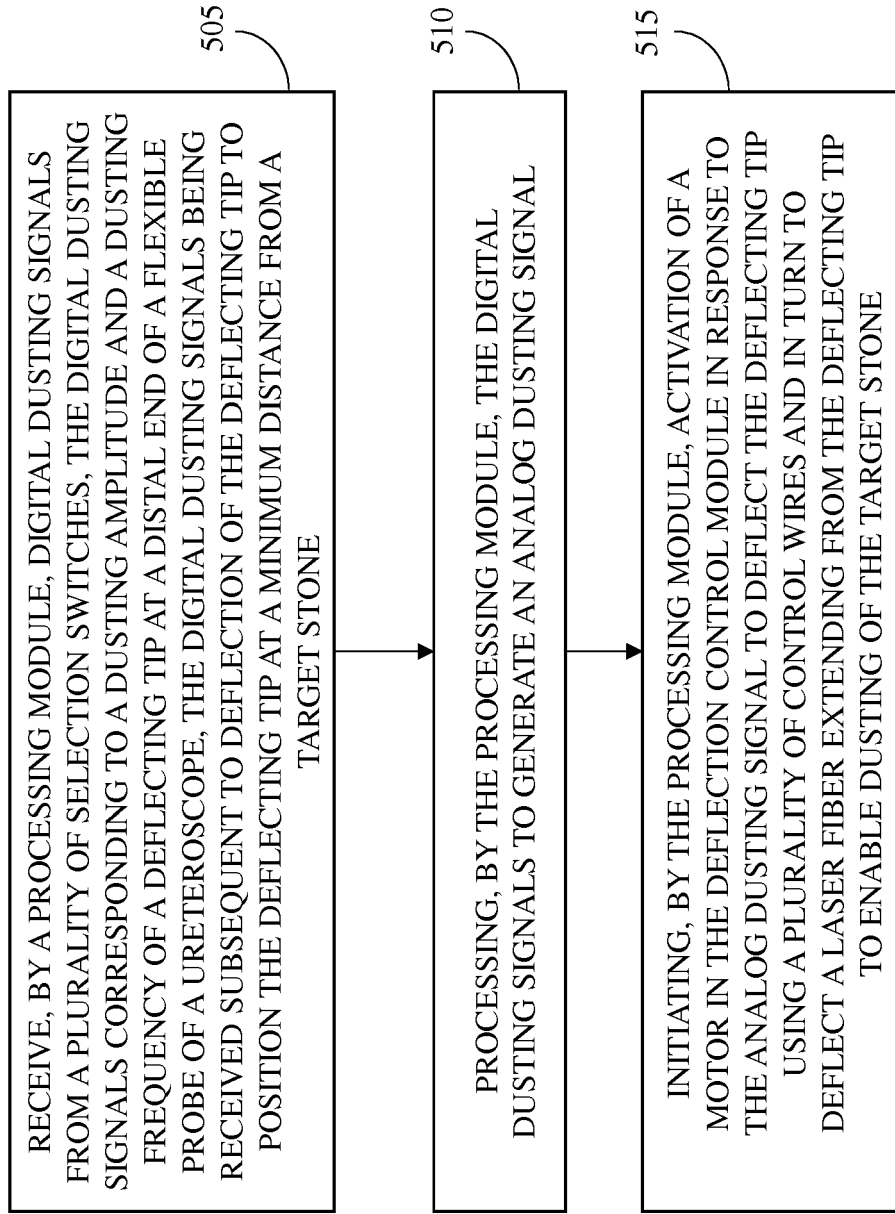 RECEIVE, BY A PROCESSING MODULE, DIGITAL DUSTING SIGNALS
FROM A PLURALITY OF SELECTION SWITCHES, THE DIGITAL DUSTING
SIGNALS CORRESPONDING TO A DUSTING AMPLITUDE AND A DUSTING
FREQUENCY OF A DEFLECTING TIP AT A DISTAL END OF A FLEXIBLE
PROBE OF A URETEROSCOPE, THE DIGITAL DUSTING SIGNALS BEING
RECEIVED SUBSEQUENT TO DEFLECTION OF THE DEFLECTING TIP TO
POSITION THE DEFLECTING TIP AT A MINIMUM DISTANCE FROM A
TARGET STONE
505
PROCESSING, BY THE PROCESSING MODULE, THE DIGITAL
DUSTING SIGNALS TO GENERATE AN ANALOG DUSTING SIGNAL
510
INITIATING, BY THE PROCESSING MODULE, ACTIVATION OF A
MOTOR IN THE DEFLECTION CONTROL MODULE IN RESPONSE TO
THE ANALOG DUSTING SIGNAL TO DEFLECT THE DEFLECTING TIP
USING A PLURALITY OF CONTROL WIRES AND IN TURN TO
DEFLECT A LASER FIBER EXTENDING FROM THE DEFLECTING TIP
TO ENABLE DUSTING OF THE TARGET STONE
515